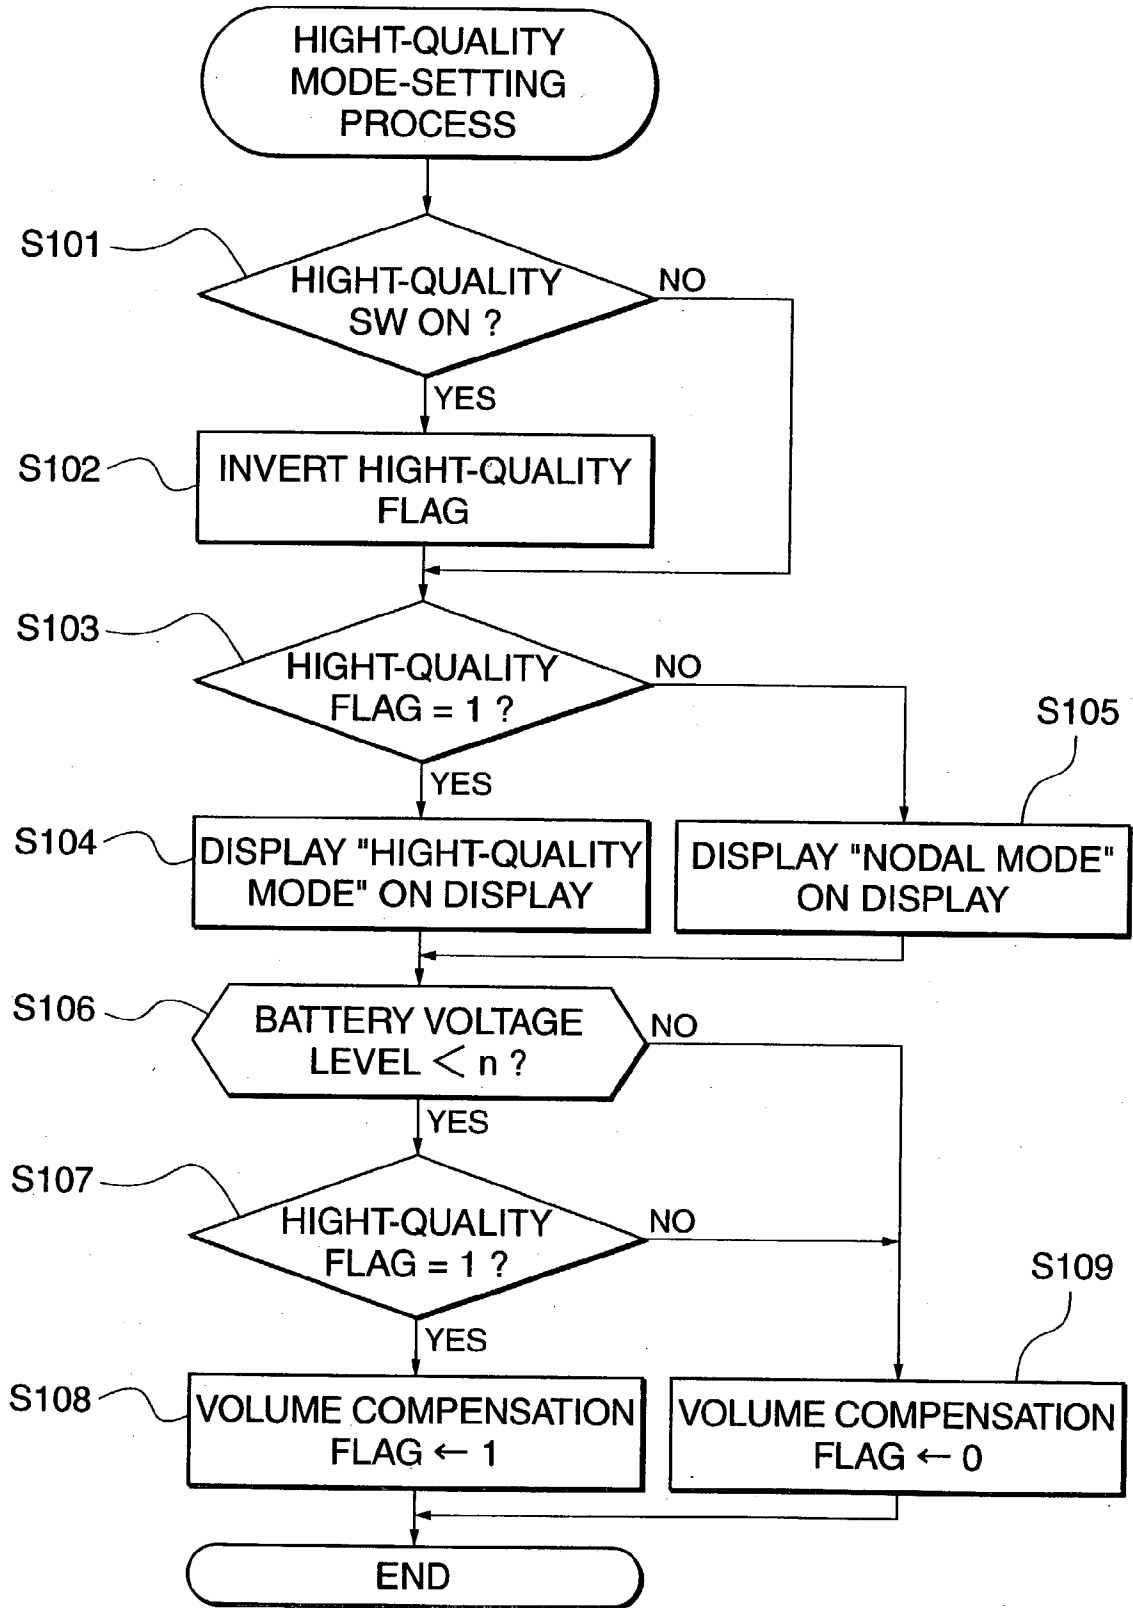 HIGHT-QUALITY
MODE-SETTING
PROCESS
S101
HIGHT-QUALITY
SW ON ?
NO
YES
S102
INVERT HIGHT-QUALITY
FLAG
S103
HIGHT-QUALITY
FLAG = 1 ?
NO
YES
S105
S104
DISPLAY "HIGHT-QUALITY
MODE" ON DISPLAY
DISPLAY "NODAL MODE"
ON DISPLAY
S106
BATTERY VOLTAGE
LEVEL < n ?
NO
YES
S107
HIGHT-QUALITY
FLAG = 1 ?
NO
YES
S109
S108
VOLUME COMPENSATION
FLAG ← 1
VOLUME COMPENSATION
FLAG ← 0
END